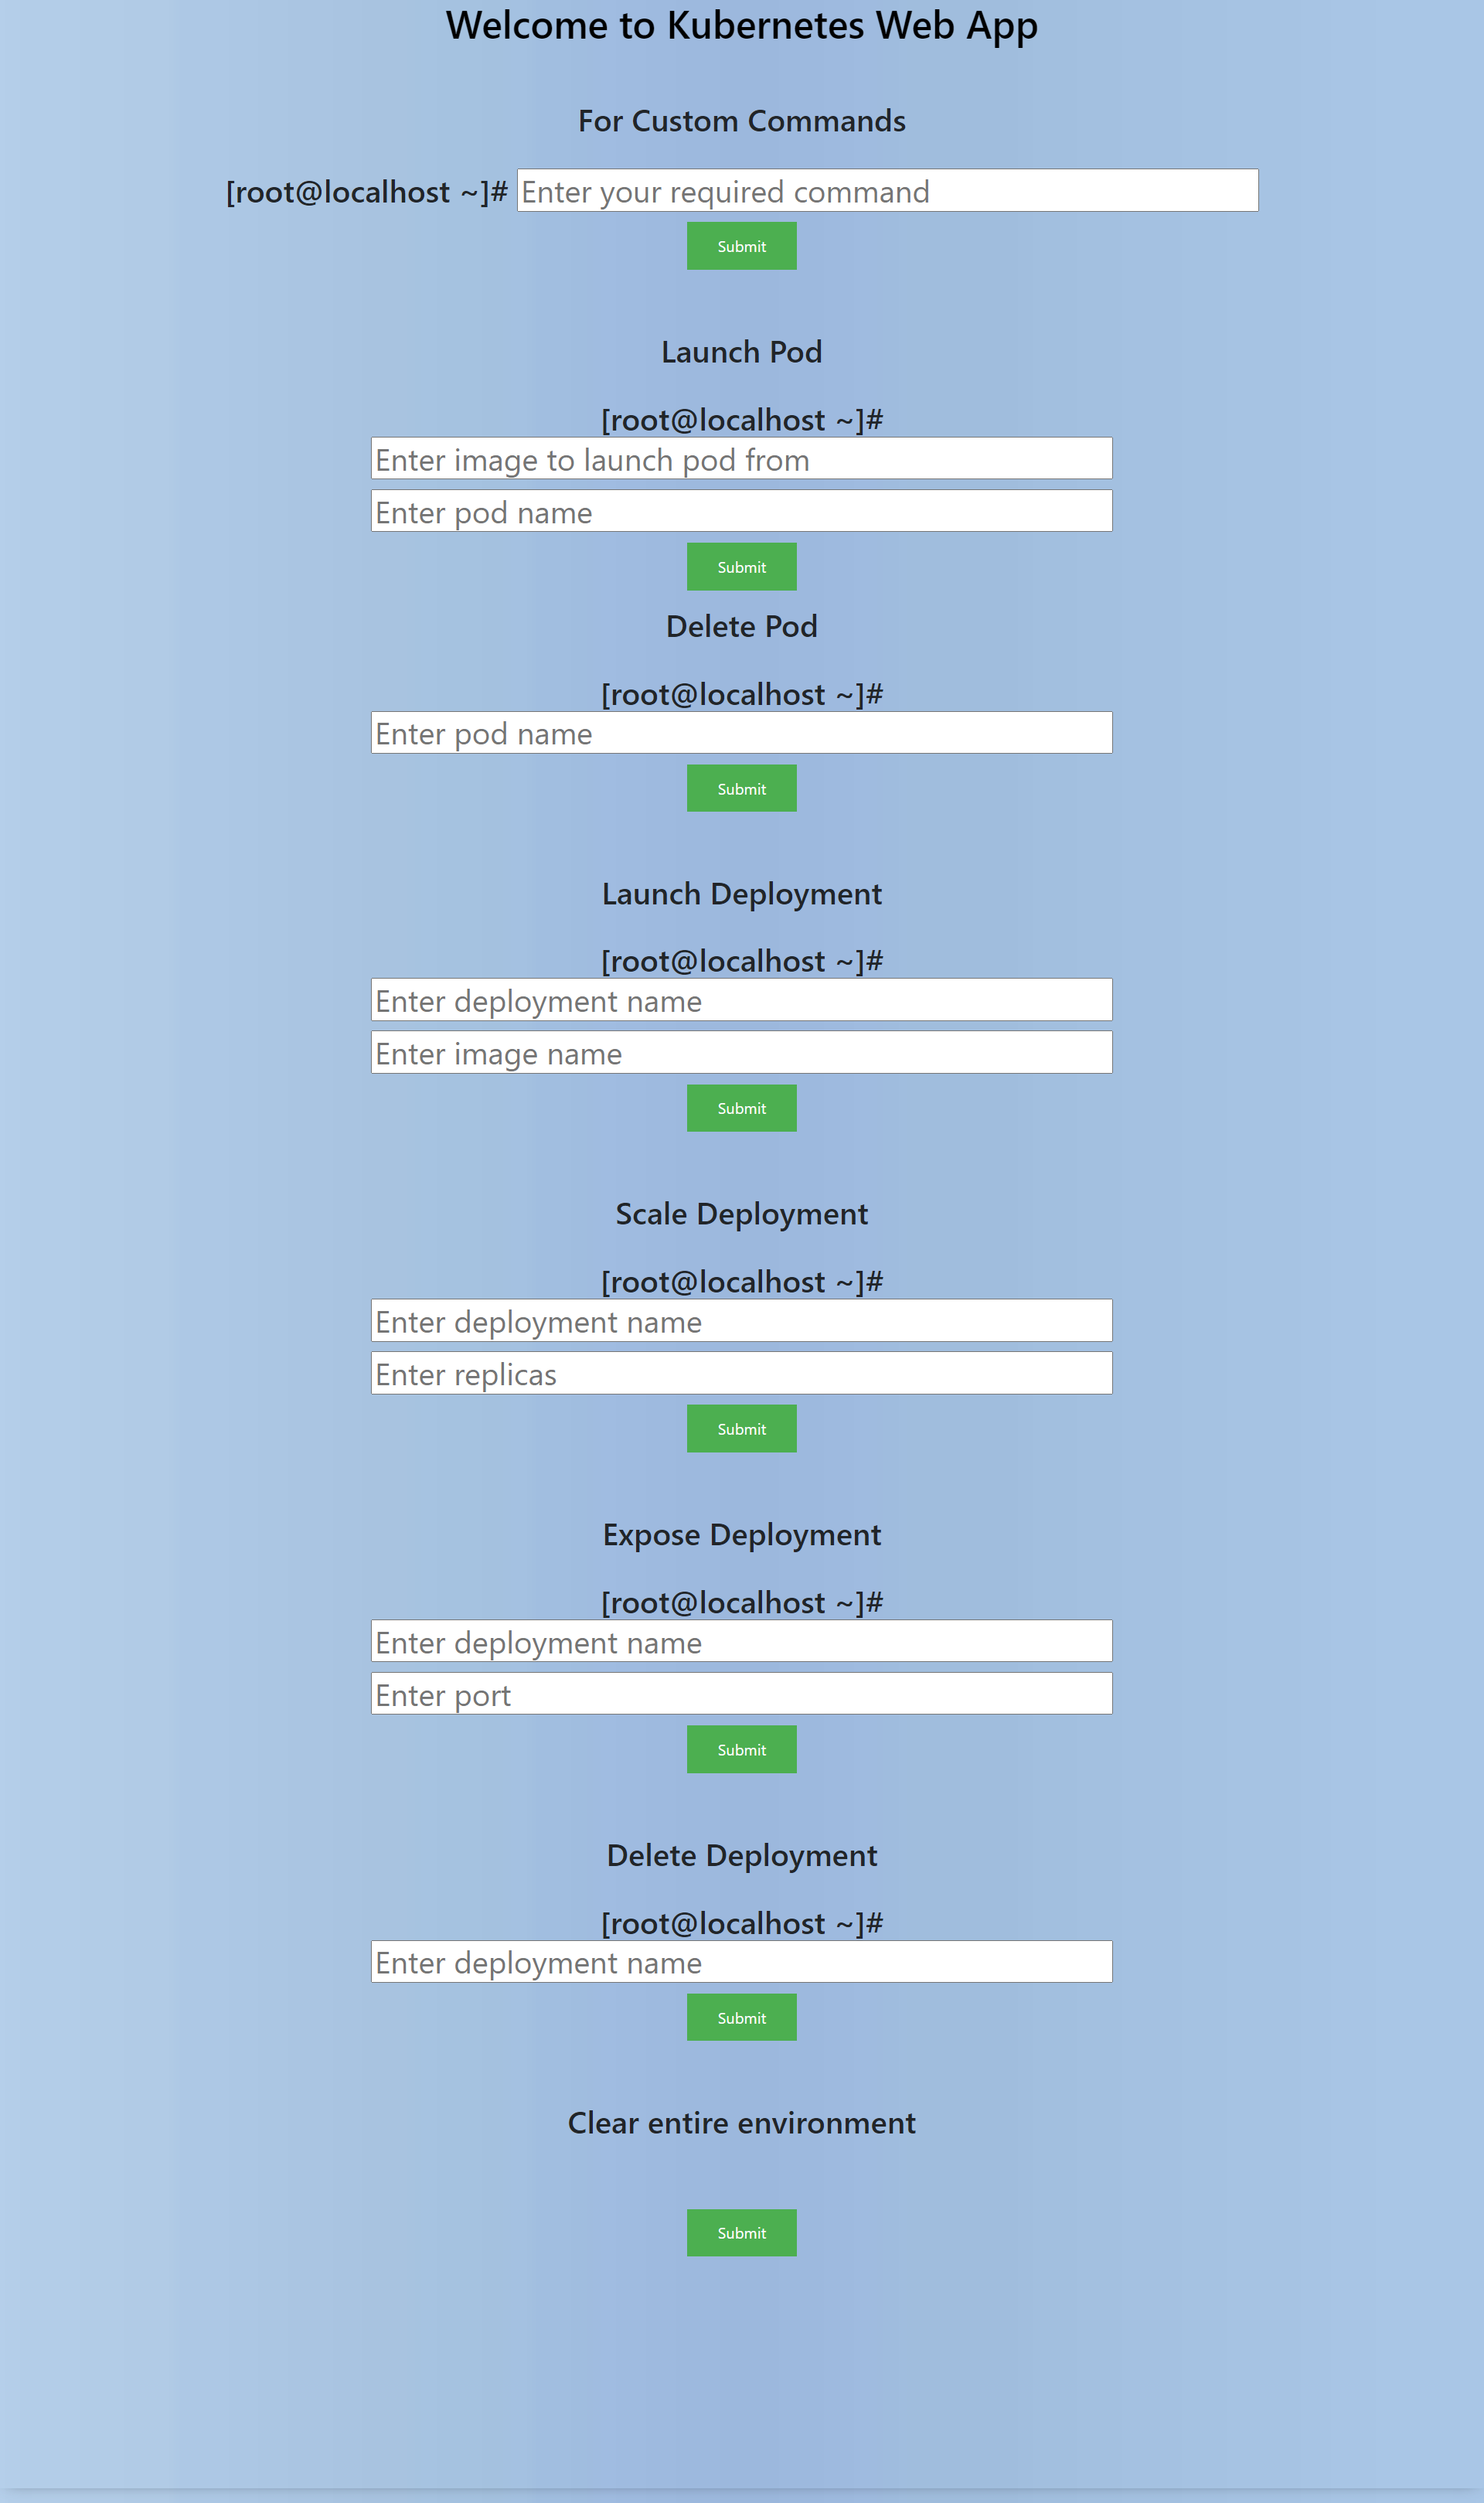 Welcome to Kubernetes Web App
For Custom Commands
[root@localhost ~]# Enter your required command
Submit
Launch Pod
[root@localhost ~]#
Enter image to launch pod from
Enter pod name
Submit
Delete Pod
[root@localhost ~]#
Enter pod name
Submit
Launch Deployment
[root@localhost ~]#
Enter deployment name
Enter image name
Submit
Scale Deployment
[root@localhost ~]#
Enter deployment name
Enter replicas
Submit
Expose Deployment
[root@localhost ~]#
Enter deployment name
Enter port
Submit
Delete Deployment
[root@localhost ~]#
Enter deployment name
Submit
Clear entire environment
Submit